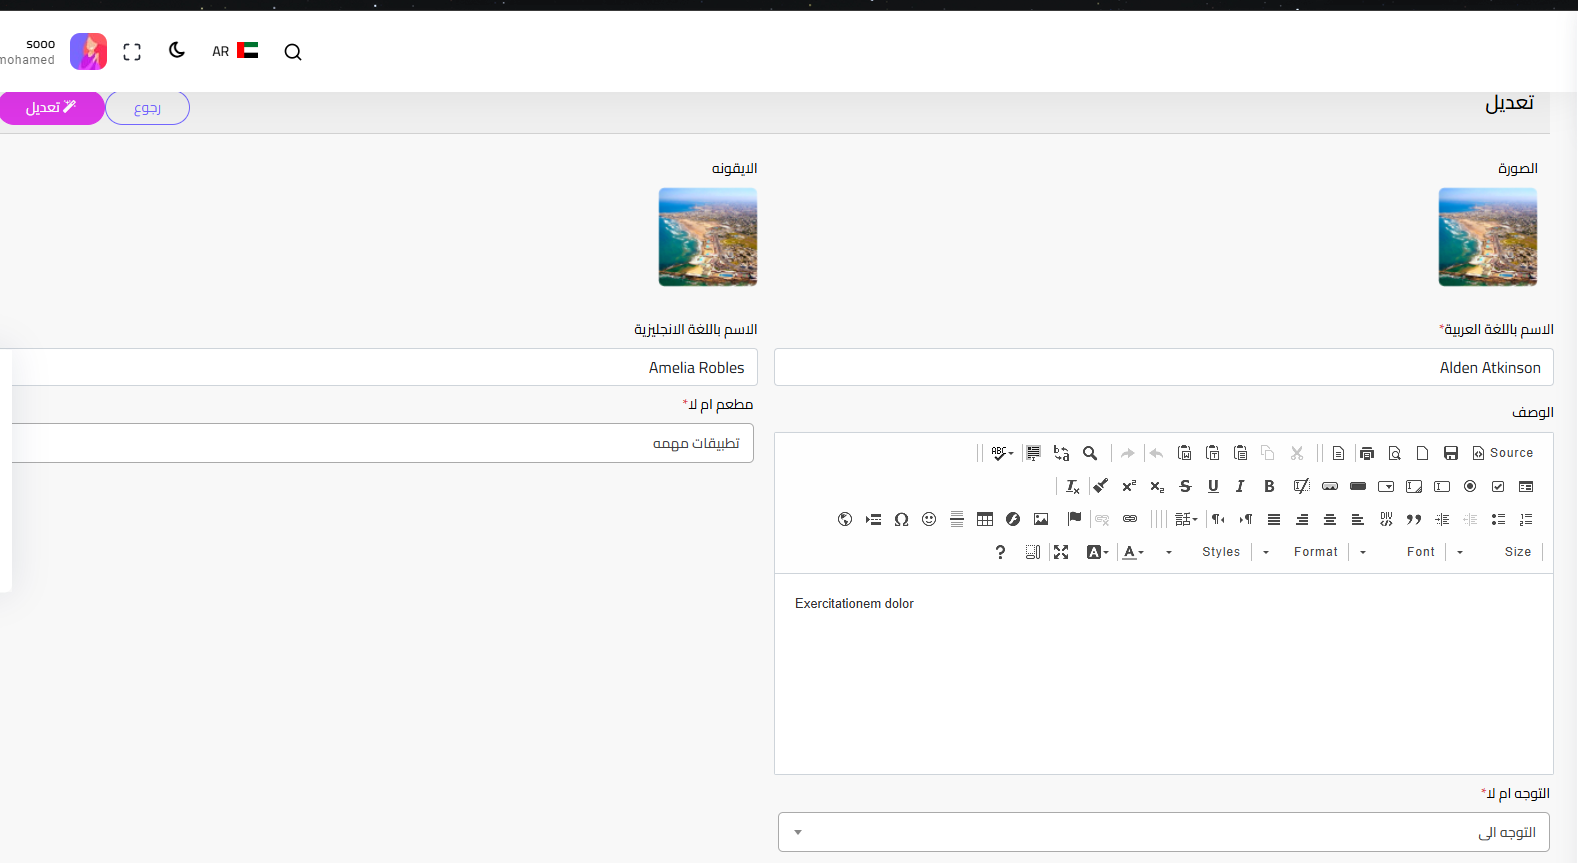 sooo
mohamed
AR
تعديل
رجوع
تعديل
الصورة
الايقونه
الاسم باللغة العربية*
الاسم باللغة الانجليزية
Alden Atkinson
Amelia Robles
الوصف
مطعم ام لا*
تطبيقات مهمه
Source
Styles
Format
Font
Size
Exercitationem dolor
التوجه ام لا*
التوجه الى